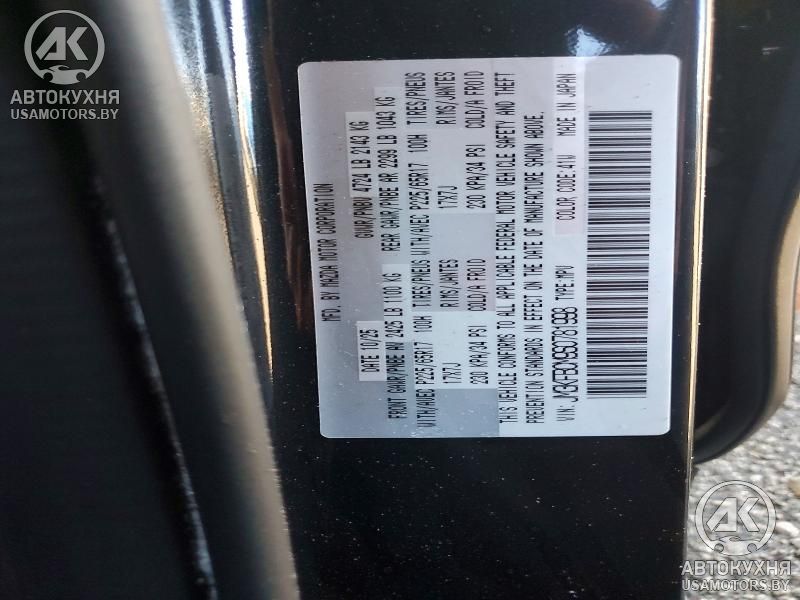 MFD. BY MAZDA MOTOR CORPORATION
DATE 10/25 GVWR/PNBV 4724 LB 2143 KG
FRONT GAWR/PNBE AV 2425 LB 1100 KG REAR GAWR/PNBE AR 2299 LB 1043 KG
WITH/AVEC P225/65R17 100H TIRES/PNEUS WITH/AVEC P225/65R17 100H TIRES/PNEUS
17X7J RIMS/JANTES 17X7J RIMS/JANTES
230 KPA/34 PSI COLD/A FROID 230 KPA/34 PSI COLD/A FROID
THIS VEHICLE CONFORMS TO ALL APPLICABLE FEDERAL MOTOR VEHICLE SAFETY AND THEFT
PREVENTION STANDARDS IN EFFECT ON THE DATE OF MANUFACTURE SHOWN ABOVE.
VIN: TYPE:MPV COLOR CODE:41W MADE IN JAPAN
АК
АВТОКУХНЯ
USAMOTORS.BY
АК
АВТОКУХНЯ
USAMOTORS.BY